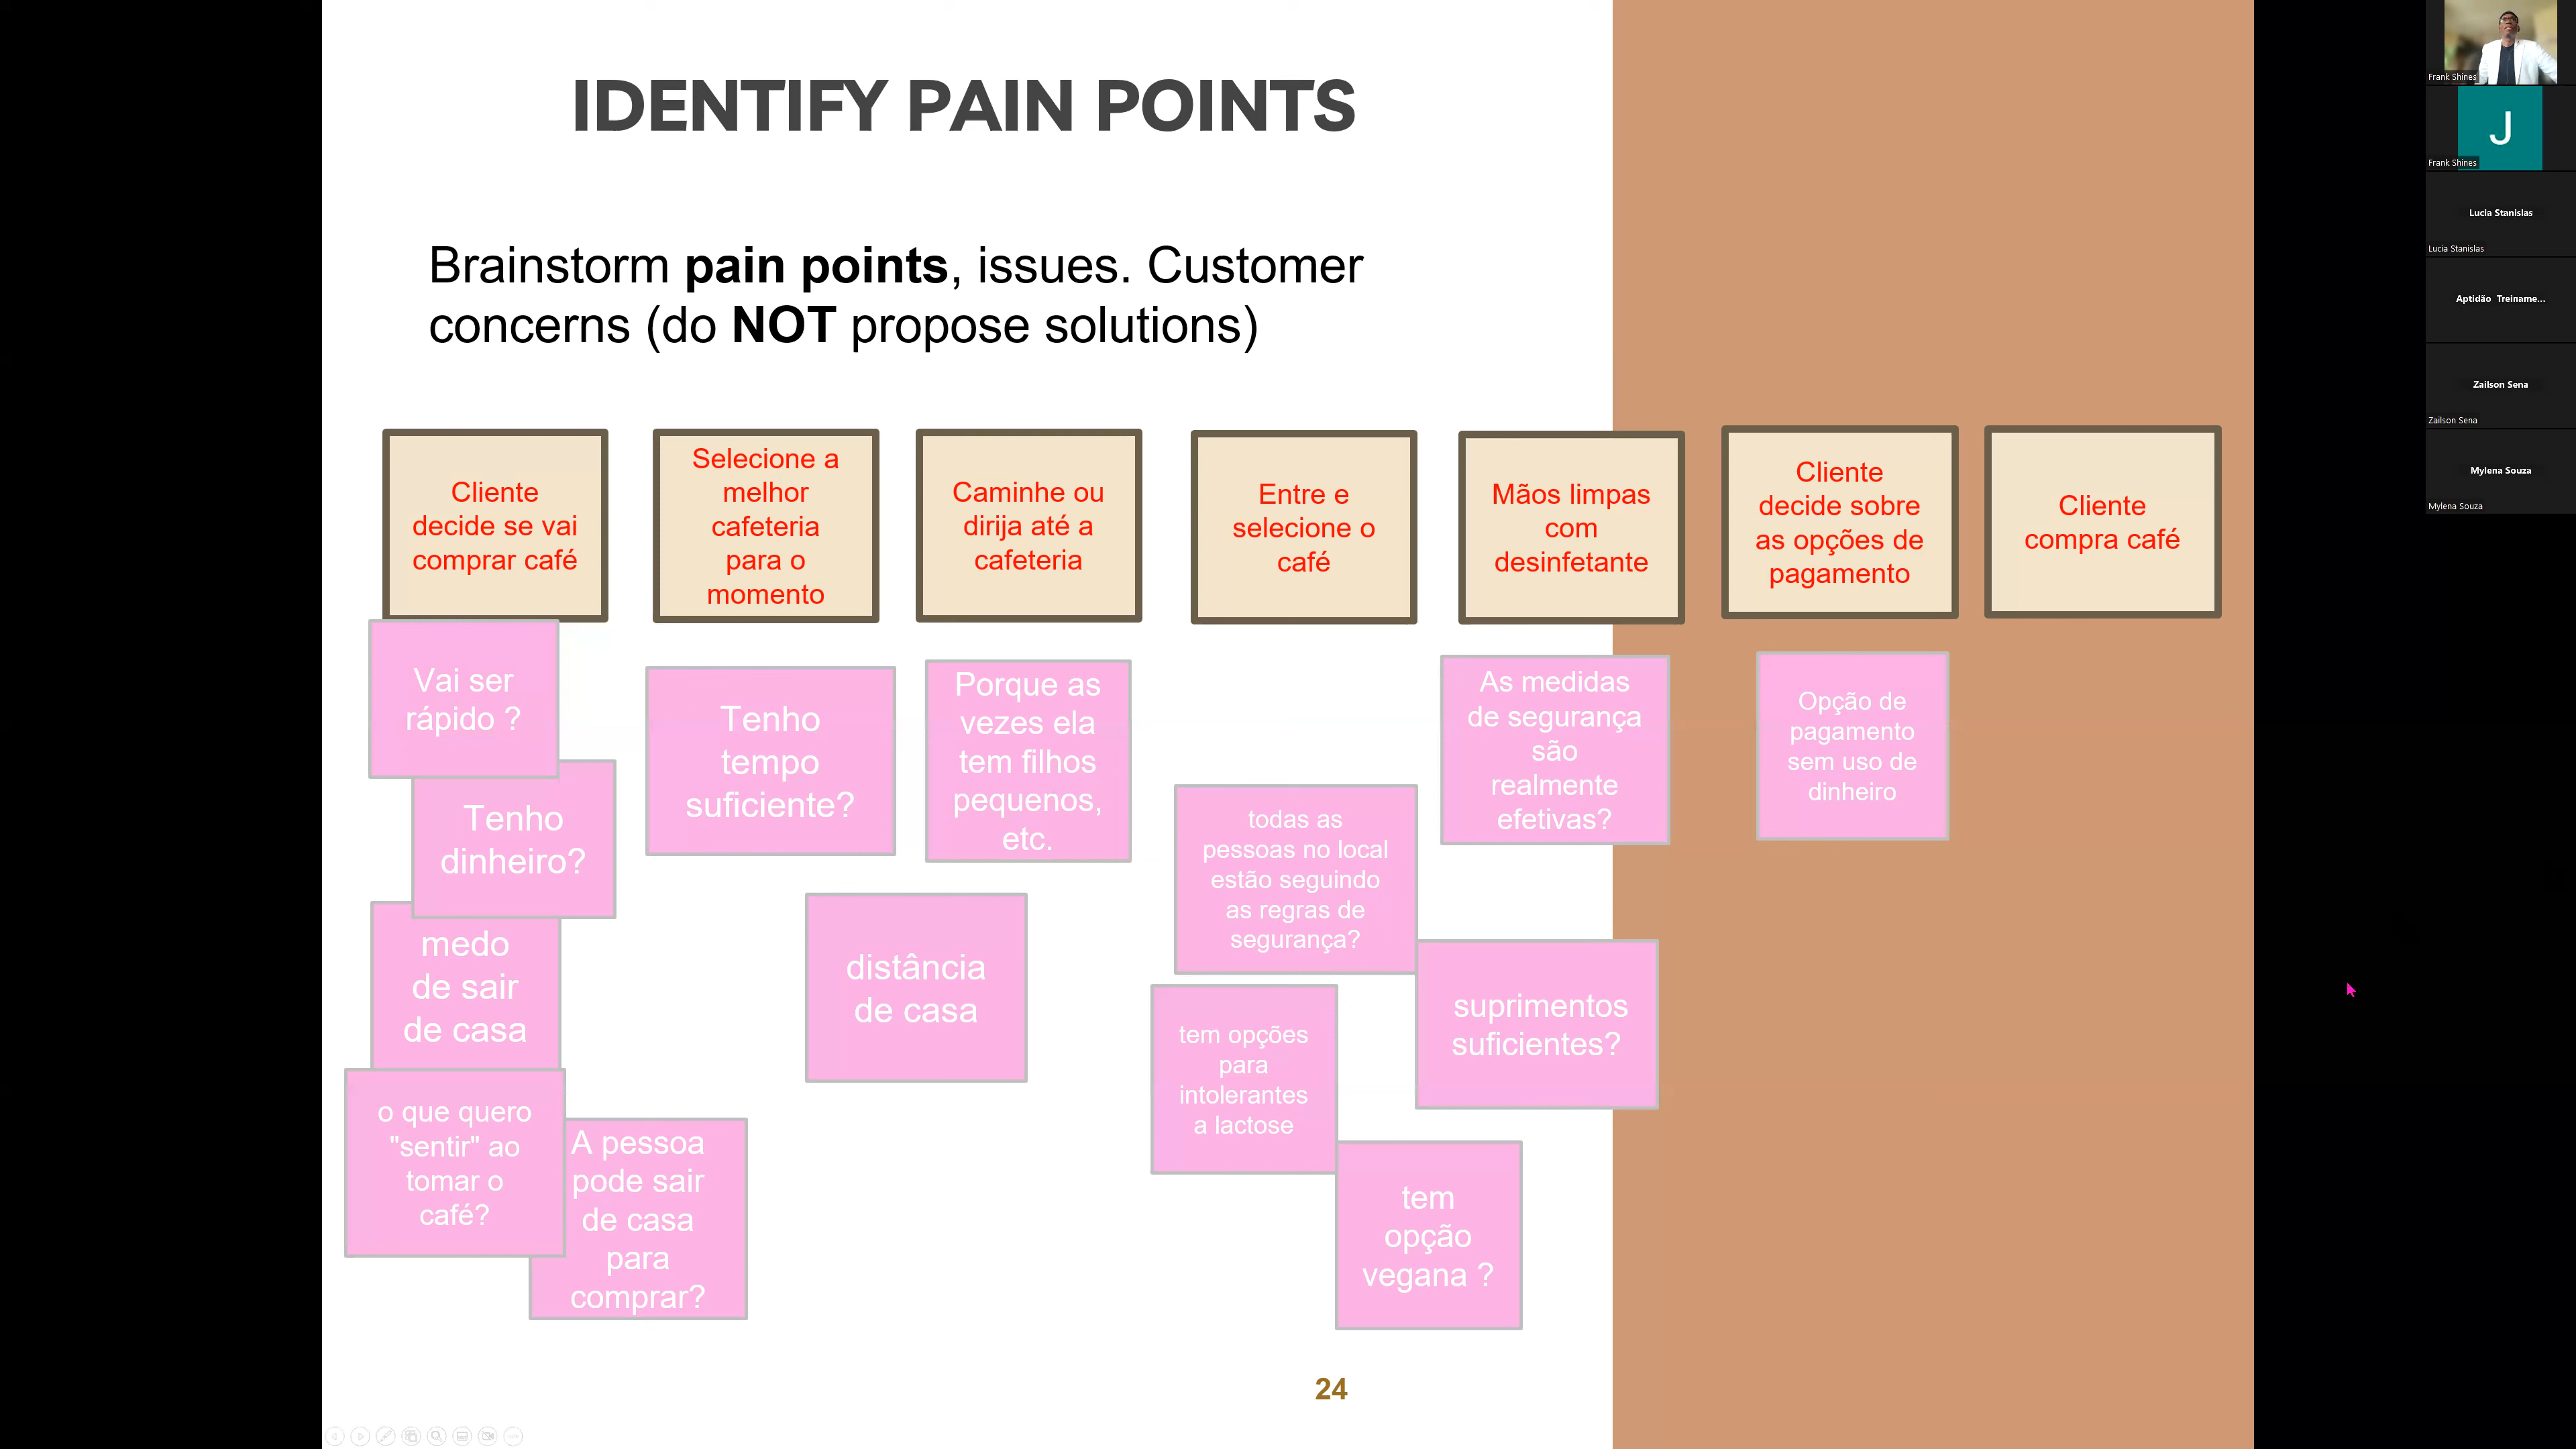 IDENTIFY PAIN POINTS
Brainstorm pain points, issues. Customer
concerns (do NOT propose solutions)
Cliente
decide se vai
comprar café
Selecione a
melhor
cafeteria
para o
momento
Caminhe ou
dirija até a
cafeteria
Entre e
selecione o
café
Mãos limpas
com
desinfetante
Cliente
decide sobre
as opções de
pagamento
Cliente
compra café
Vai ser
rápido ?
Tenho
dinheiro?
medo
de sair
de casa
o que quero
"sentir" ao
tomar o
café?
A pessoa
pode sair
de casa
para
comprar?
Tenho
tempo
suficiente?
distância
de casa
Porque as
vezes ela
tem filhos
pequenos,
etc.
todas as
pessoas no local
estão seguindo
as regras de
segurança?
tem opções
para
intolerantes
a lactose
tem
opção
vegana ?
As medidas
de segurança
são
realmente
efetivas?
suprimentos
suficientes?
Opção de
pagamento
sem uso de
dinheiro
24
Frank Shines
J
Frank Shines
Lucia Stanislas
Lucia Stanislas
Aptidão Treiname...
Zailson Sena
Zailson Sena
Mylena Souza
Mylena Souza